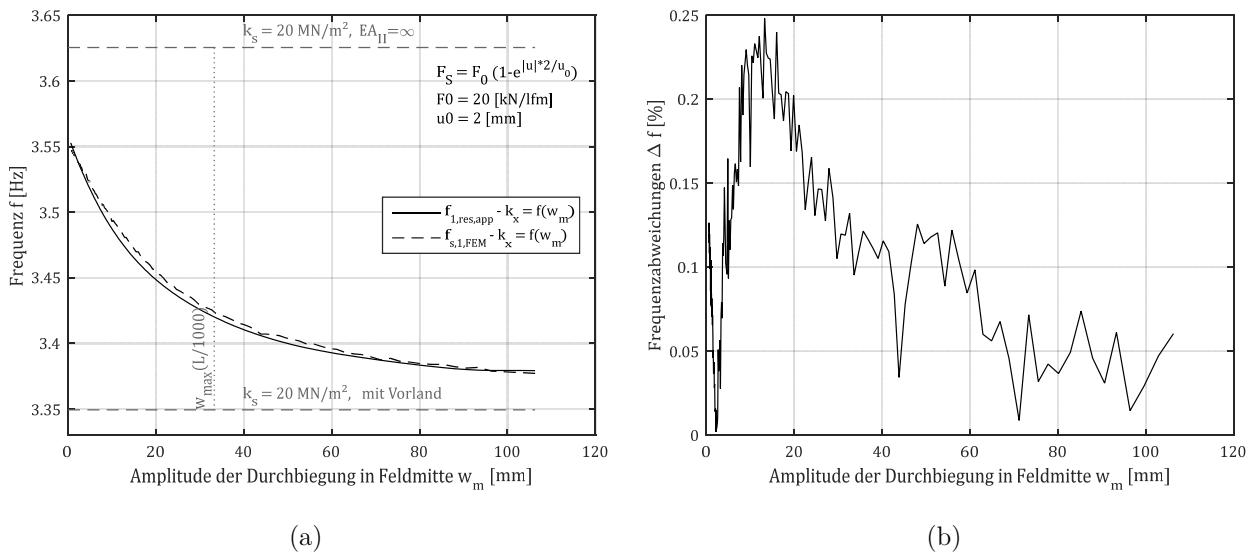 3.65
3.6
3.55
3.5
3.45
3.4
3.35
Frequenz f [Hz]
k_s = 20 MN/m², EA_II=∞
F_S = F_0 (1-e^|u|*2/u_0)
F0 = 20 [kN/lfm]
u0 = 2 [mm]
f_1,res,app - k_x = f(w_m)
f_s,1,FEM - k_x = f(w_m)
w_max(L/1000)
k_s = 20 MN/m², mit Vorland
0 20 40 60 80 100 120
Amplitude der Durchbiegung in Feldmitte w_m [mm]
(a)
0.25
0.2
0.15
0.1
0.05
0
Frequenzabweichungen Δ f [%]
0 20 40 60 80 100 120
Amplitude der Durchbiegung in Feldmitte w_m [mm]
(b)